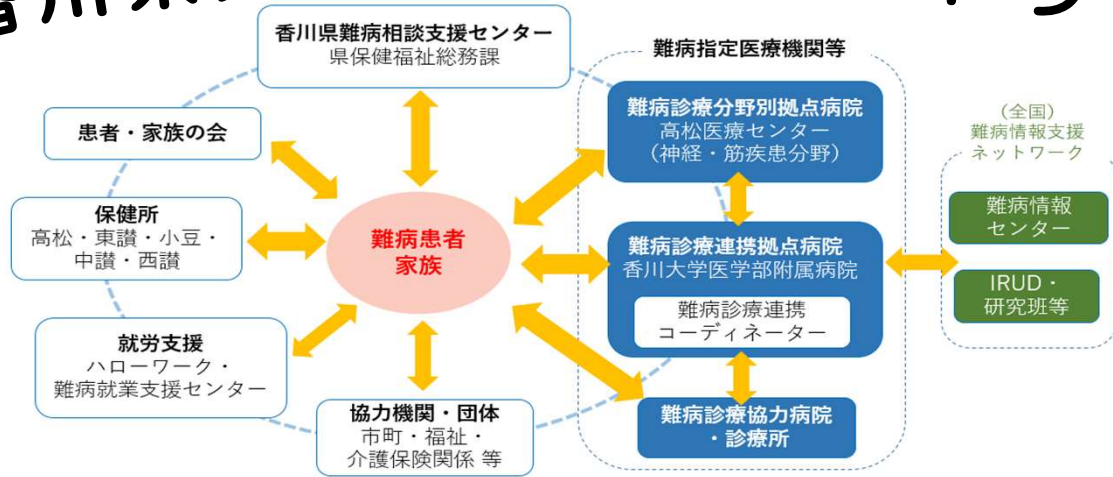 香川県
香川県難病相談支援センター
県保健福祉総務課
患者・家族の会
保健所
高松・東讃・小豆・
中讃・西讃
就労支援
ハローワーク・
難病就業支援センター
協力機関・団体
市町・福祉・
介護保険関係 等
難病患者
家族
難病指定医療機関等
難病診療分野別拠点病院
高松医療センター
(神経・筋疾患分野)
難病診療連携拠点病院
香川大学医学部附属病院
難病診療連携
コーディネーター
難病診療協力病院
・診療所
(全国)
難病情報支援
ネットワーク
難病情報
センター
IRUD・
研究班等